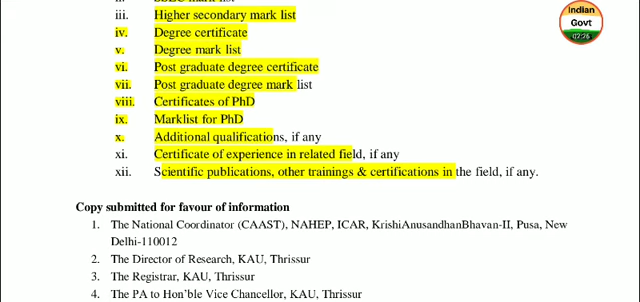 iii. Higher secondary mark list
iv. Degree certificate
v. Degree mark list
vi. Post graduate degree certificate
vii. Post graduate degree mark list
viii. Certificates of PhD
ix. Marklist for PhD
x. Additional qualifications, if any
xi. Certificate of experience in related field, if any
xii. Scientific publications, other trainings & certifications in the field, if any.
Indian
Govt
Copy submitted for favour of information
1. The National Coordinator (CAAST), NAHEP, ICAR, KrishiAnusandhanBhavan-II, Pusa, New
Delhi-110012
2. The Director of Research, KAU, Thrissur
3. The Registrar, KAU, Thrissur
4. The PA to Hon'ble Vice Chancellor, KAU, Thrissur